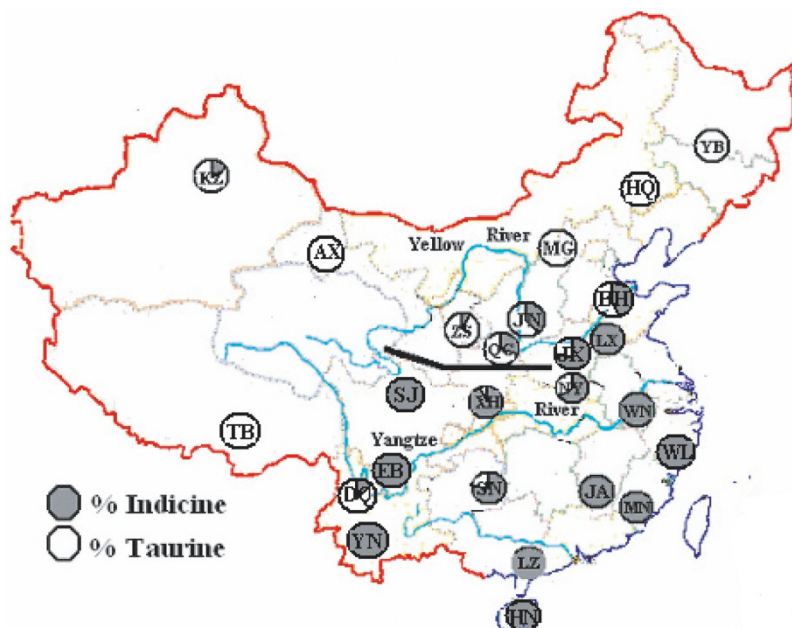 YB
KZ
HQ
Yellow River
MG
AX
BH
JN
ZS
LX
QC
JX
NY
SJ
XH
WN
River
TB
Yangtze
WL
EB
SN
DQ
JA
% Indicine
MN
YN
% Taurine
LZ
HN